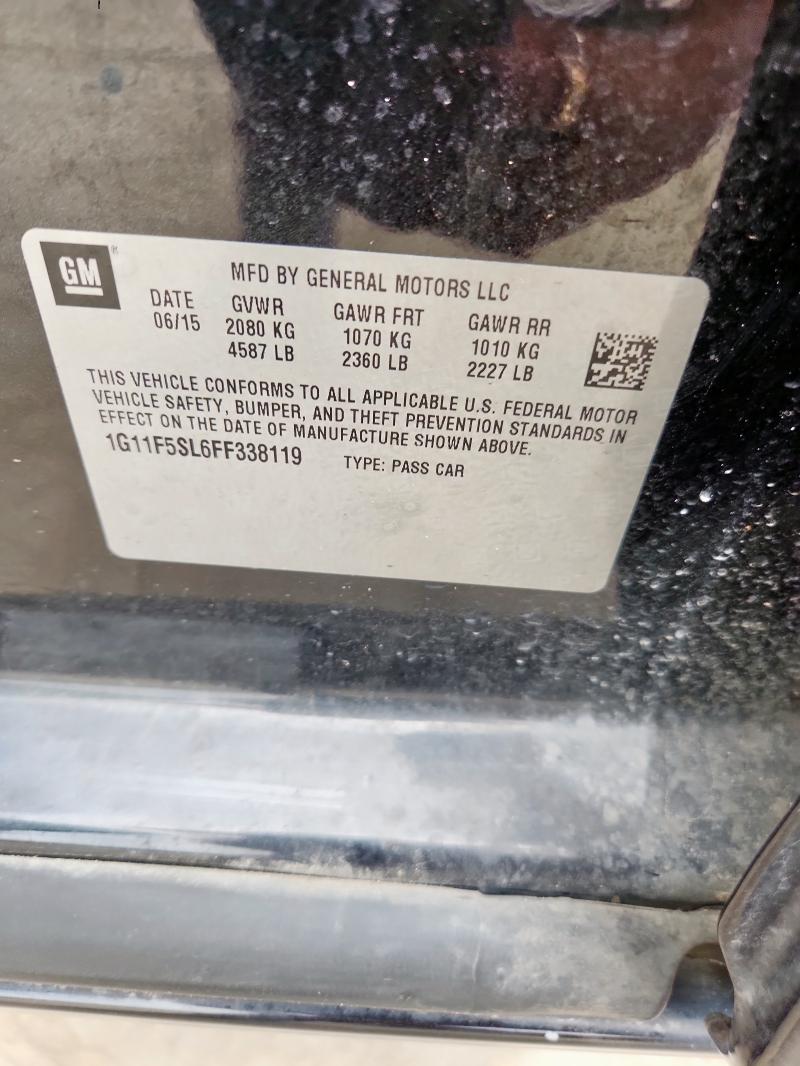 GM ®
MFD BY GENERAL MOTORS LLC
DATE GVWR GAWR FRT GAWR RR
06/15 2080 KG 1070 KG 1010 KG
4587 LB 2360 LB 2227 LB
THIS VEHICLE CONFORMS TO ALL APPLICABLE U.S. FEDERAL MOTOR
VEHICLE SAFETY, BUMPER, AND THEFT PREVENTION STANDARDS IN
EFFECT ON THE DATE OF MANUFACTURE SHOWN ABOVE.
1G11F5SL6FF338119 TYPE: PASS CAR